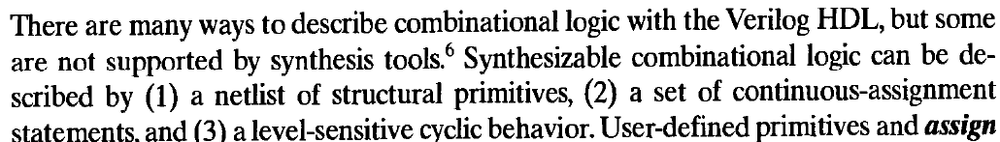 There are many ways to describe combinational logic with the Verilog HDL, but some
are not supported by synthesis tools.⁶ Synthesizable combinational logic can be de-
scribed by (1) a netlist of structural primitives, (2) a set of continuous-assignment
statements, and (3) a level-sensitive cyclic behavior. User-defined primitives and assign